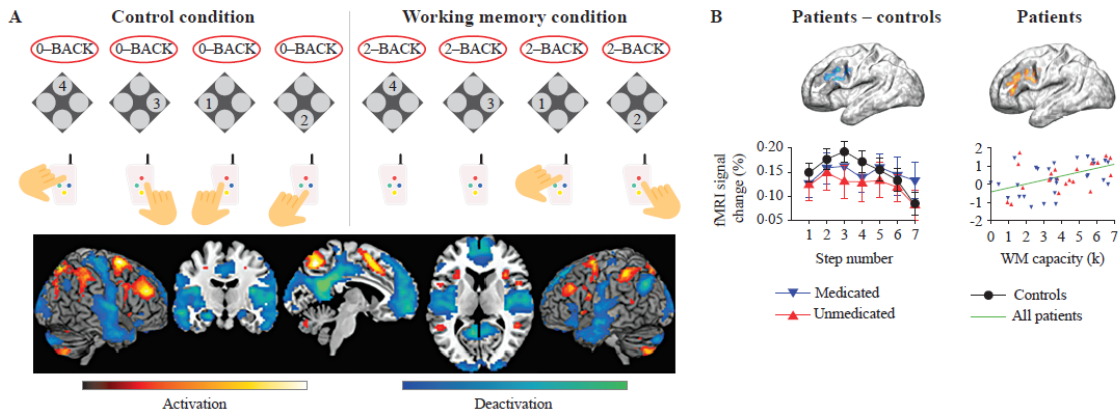 A
Control condition
Working memory condition
0–BACK 0–BACK 0–BACK 0–BACK 2–BACK 2–BACK 2–BACK 2–BACK
4 3 1 2 4 3 1 2
Activation
Deactivation
B
Patients – controls
Patients
fMRI signal
change (%)
0·20
0·15
0·10
0·05
1 2 3 4 5 6 7
Step number
2
1
0
-1
-2
0 1 2 3 4 5 6 7
WM capacity (k)
Medicated
Unmedicated
Controls
All patients